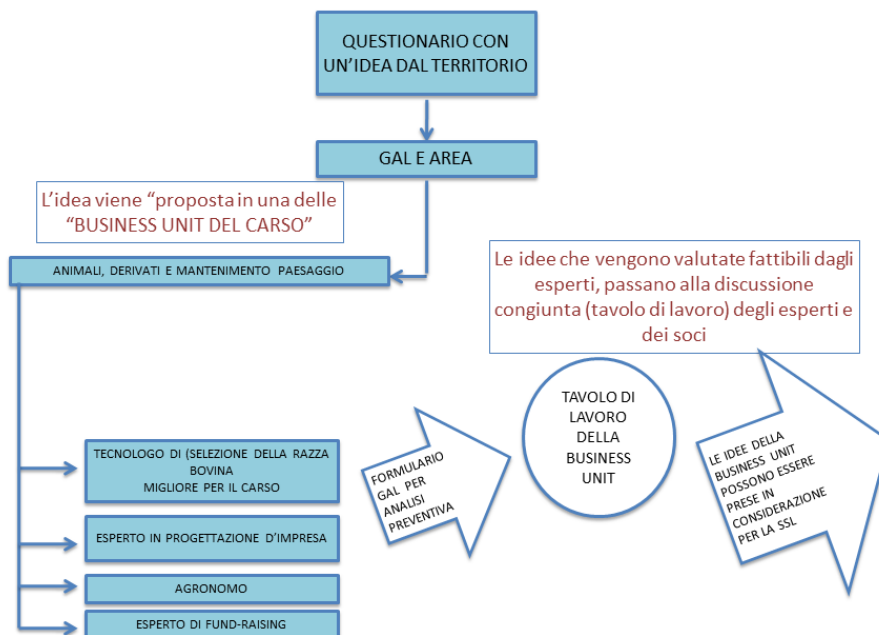 QUESTIONARIO CON
UN'IDEA DAL TERRITORIO
GAL E AREA
L'idea viene "proposta in una delle
"BUSINESS UNIT DEL CARSO"
ANIMALI, DERIVATI E MANTENIMENTO PAESAGGIO
Le idee che vengono valutate fattibili dagli
esperti, passano alla discussione
congiunta (tavolo di lavoro) degli esperti e
dei soci
TECNOLOGO DI (SELEZIONE DELLA RAZZA
BOVINA
MIGLIORE PER IL CARSO
ESPERTO IN PROGETTAZIONE D'IMPRESA
AGRONOMO
ESPERTO DI FUND-RAISING
FORMULARIO
GAL PER
ANALISI
PREVENTIVA
TAVOLO DI
LAVORO
DELLA
BUSINESS
UNIT
LE IDEE DELLA
BUSINESS UNIT
POSSONO ESSERE
PRESE IN
CONSIDERAZIONE
PER LA SSL